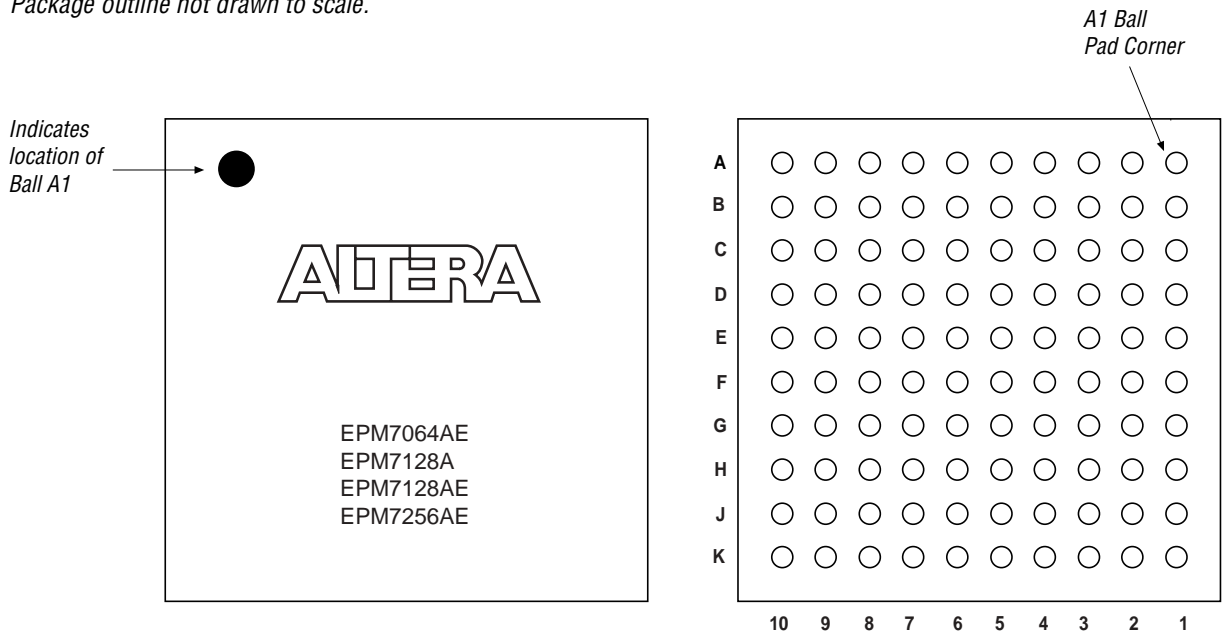 Package outline not drawn to scale.
A1 Ball
Pad Corner
Indicates
location of
Ball A1
ALTERA
EPM7064AE
EPM7128A
EPM7128AE
EPM7256AE
A
B
C
D
E
F
G
H
J
K
10 9 8 7 6 5 4 3 2 1